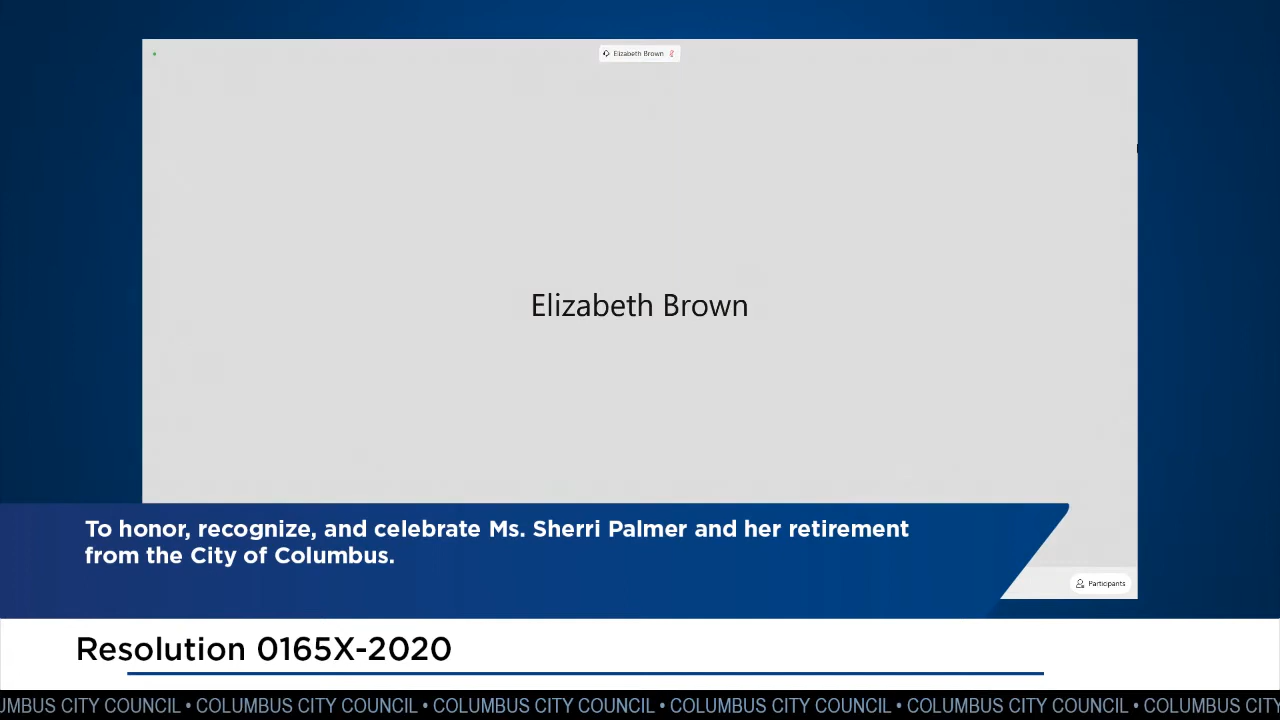 Elizabeth Brown
Elizabeth Brown
To honor, recognize, and celebrate Ms. Sherri Palmer and her retirement
from the City of Columbus.
Participants
Resolution 0165X-2020
UMBUS CITY COUNCIL • COLUMBUS CITY COUNCIL • COLUMBUS CITY COUNCIL • COLUMBUS CITY COUNCIL • COLUMBUS CITY COUNCIL • COLUMBUS CITY